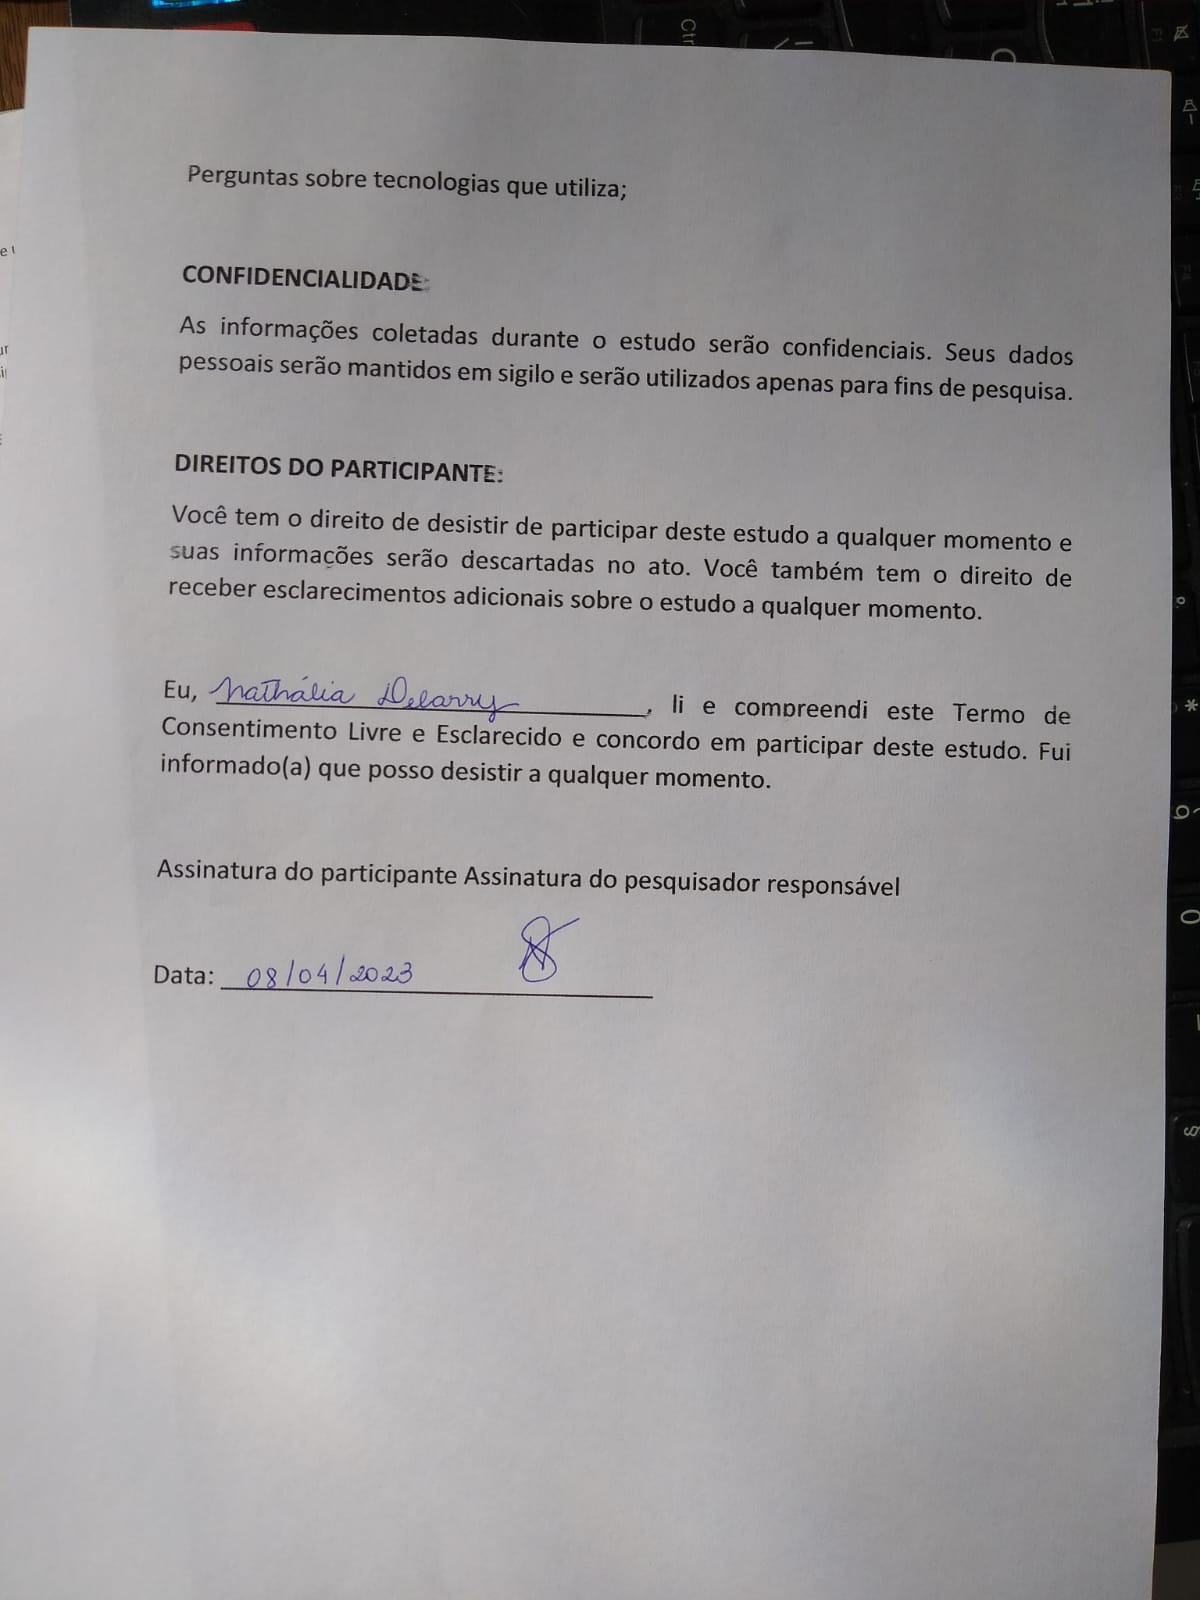 Perguntas sobre tecnologias que utiliza;
CONFIDENCIALIDADE:
As informações coletadas durante o estudo serão confidenciais. Seus dados
pessoais serão mantidos em sigilo e serão utilizados apenas para fins de pesquisa.
DIREITOS DO PARTICIPANTE:
Você tem o direito de desistir de participar deste estudo a qualquer momento e
suas informações serão descartadas no ato. Você também tem o direito de
receber esclarecimentos adicionais sobre o estudo a qualquer momento.
Eu, Nathália Delarry, li e compreendi este Termo de
Consentimento Livre e Esclarecido e concordo em participar deste estudo. Fui
informado(a) que posso desistir a qualquer momento.
Assinatura do participante Assinatura do pesquisador responsável
Data: 08/04/2023